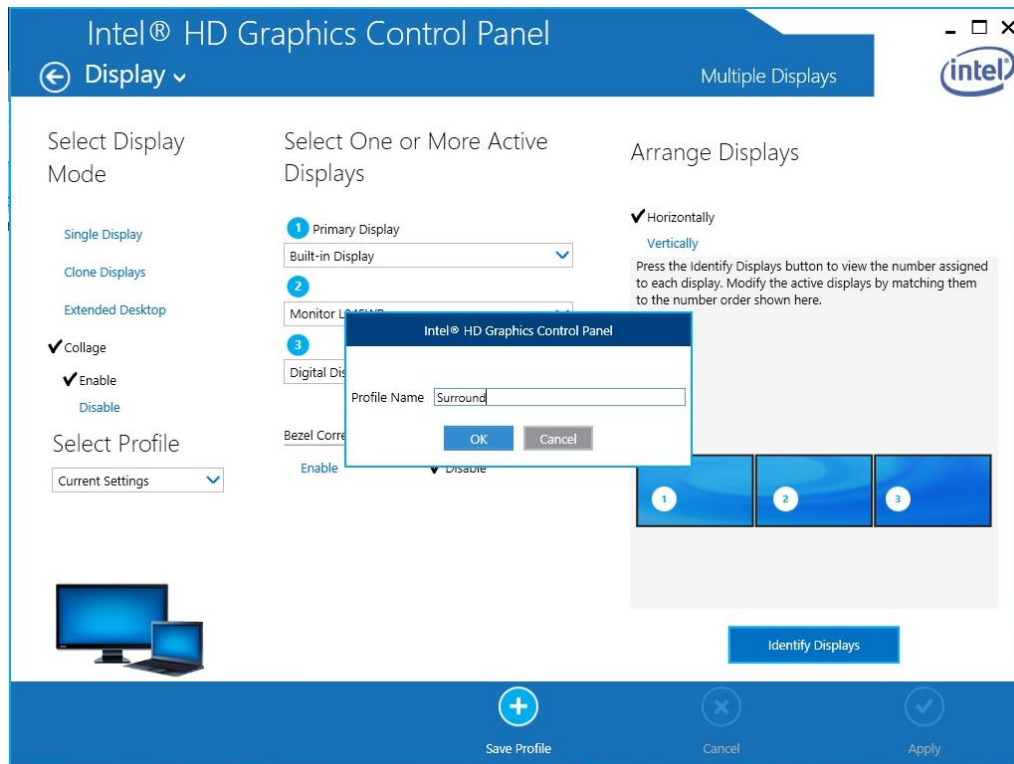 Intel® HD Graphics Control Panel
Display
Multiple Displays
intel
Select Display
Mode
Single Display
Clone Displays
Extended Desktop
Collage
Enable
Disable
Select Profile
Current Settings
Select One or More Active
Displays
1 Primary Display
Built-in Display
2
Monitor
3
Digital
Bezel
Enable
Disable
Intel® HD Graphics Control Panel
Profile Name Surround
OK Cancel
Arrange Displays
Horizontally
Vertically
Press the Identify Displays button to view the number assigned
to each display. Modify the active displays by matching them
to the number order shown here.
1 2 3
Identify Displays
Save Profile
Cancel
Apply